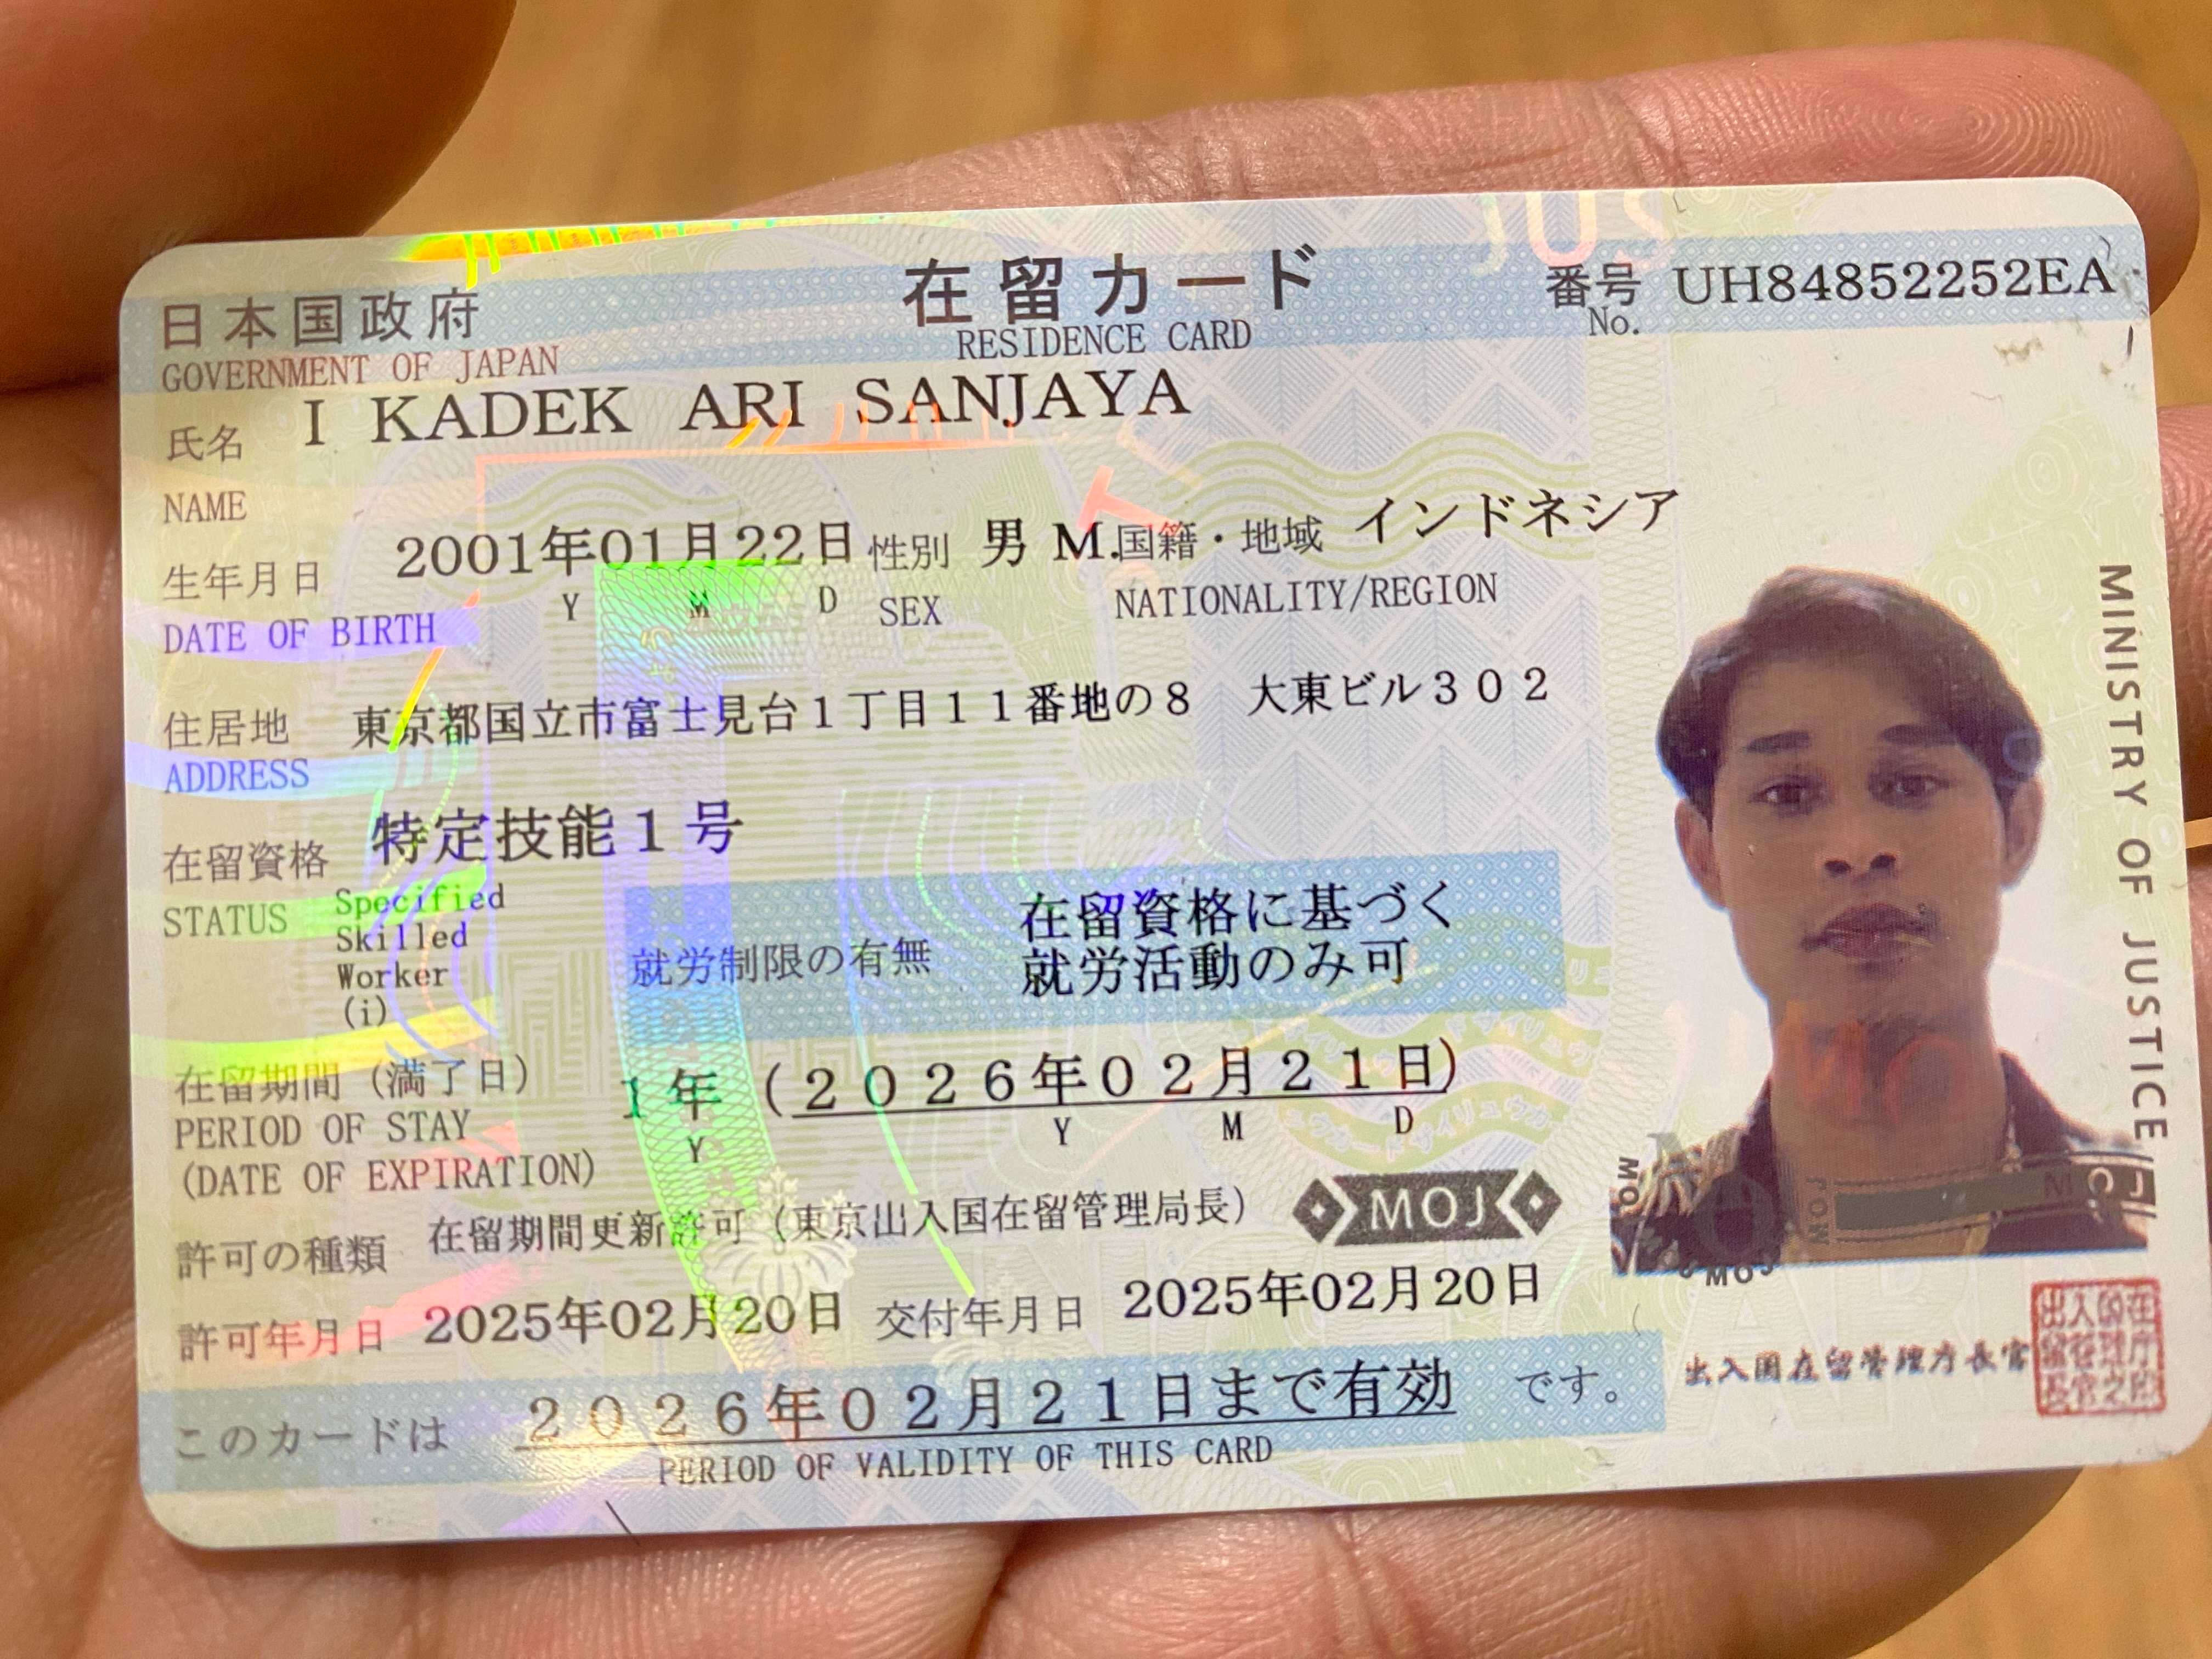 日本国政府
GOVERNMENT OF JAPAN
在留カード
RESIDENCE CARD
番号 UH84852252EA
No.
氏名 I KADEK ARI SANJAYA
NAME
生年月日 2001年01月22日 性別 男 M. 国籍・地域 インドネシア
DATE OF BIRTH Y M D SEX NATIONALITY/REGION
住居地 東京都国立市富士見台1丁目11番地の8 大東ビル302
ADDRESS
在留資格 特定技能1号
STATUS Specified
Skilled
Worker
(i)
就労制限の有無 在留資格に基づく
就労活動のみ可
在留期間(満了日) 1年(2026年02月21日)
PERIOD OF STAY Y Y M D
(DATE OF EXPIRATION)
許可の種類 在留期間更新許可(東京出入国在留管理局長)
MOJ
許可年月日 2025年02月20日 交付年月日 2025年02月20日
このカードは 2026年02月21日まで有効 です。
PERIOD OF VALIDITY OF THIS CARD
MINISTRY OF JUSTICE
MOJ
出入国在留管理庁長官